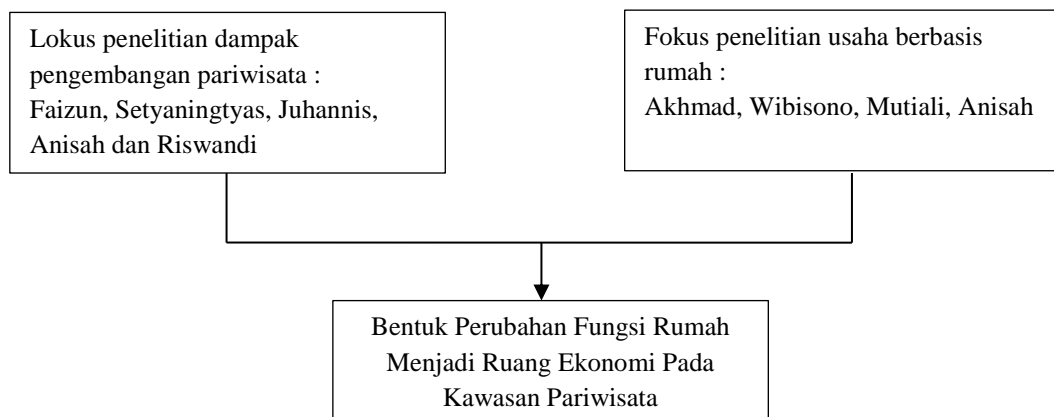 Lokus penelitian dampak
pengembangan pariwisata :
Faizun, Setyaningtyas, Juhannis,
Anisah dan Riswandi
Fokus penelitian usaha berbasis
rumah :
Akhmad, Wibisono, Mutiali, Anisah
Bentuk Perubahan Fungsi Rumah
Menjadi Ruang Ekonomi Pada
Kawasan Pariwisata